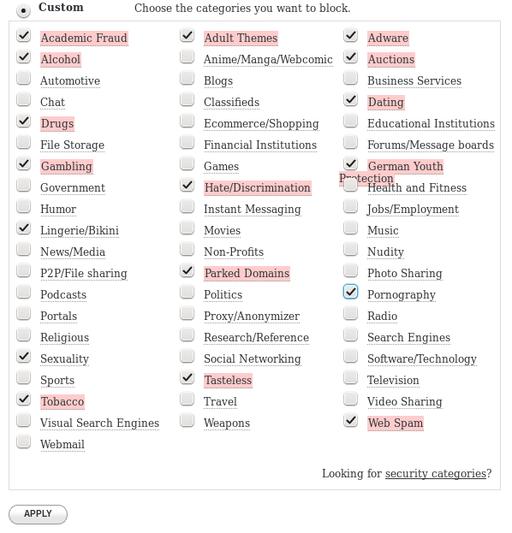 Custom Choose the categories you want to block.
Academic Fraud Adult Themes Adware
Alcohol Anime/Manga/Webcomic Auctions
Automotive Blogs Business Services
Chat Classifieds Dating
Drugs Ecommerce/Shopping Educational Institutions
File Storage Financial Institutions Forums/Message boards
Gambling Games German Youth
Protection
Government Hate/Discrimination Health and Fitness
Humor Instant Messaging Jobs/Employment
Lingerie/Bikini Movies Music
News/Media Non-Profits Nudity
P2P/File sharing Parked Domains Photo Sharing
Podcasts Politics Pornography
Portals Proxy/Anonymizer Radio
Religious Research/Reference Search Engines
Sexuality Social Networking Software/Technology
Sports Tasteless Television
Tobacco Travel Video Sharing
Visual Search Engines Weapons Web Spam
Webmail
Looking for security categories?
APPLY